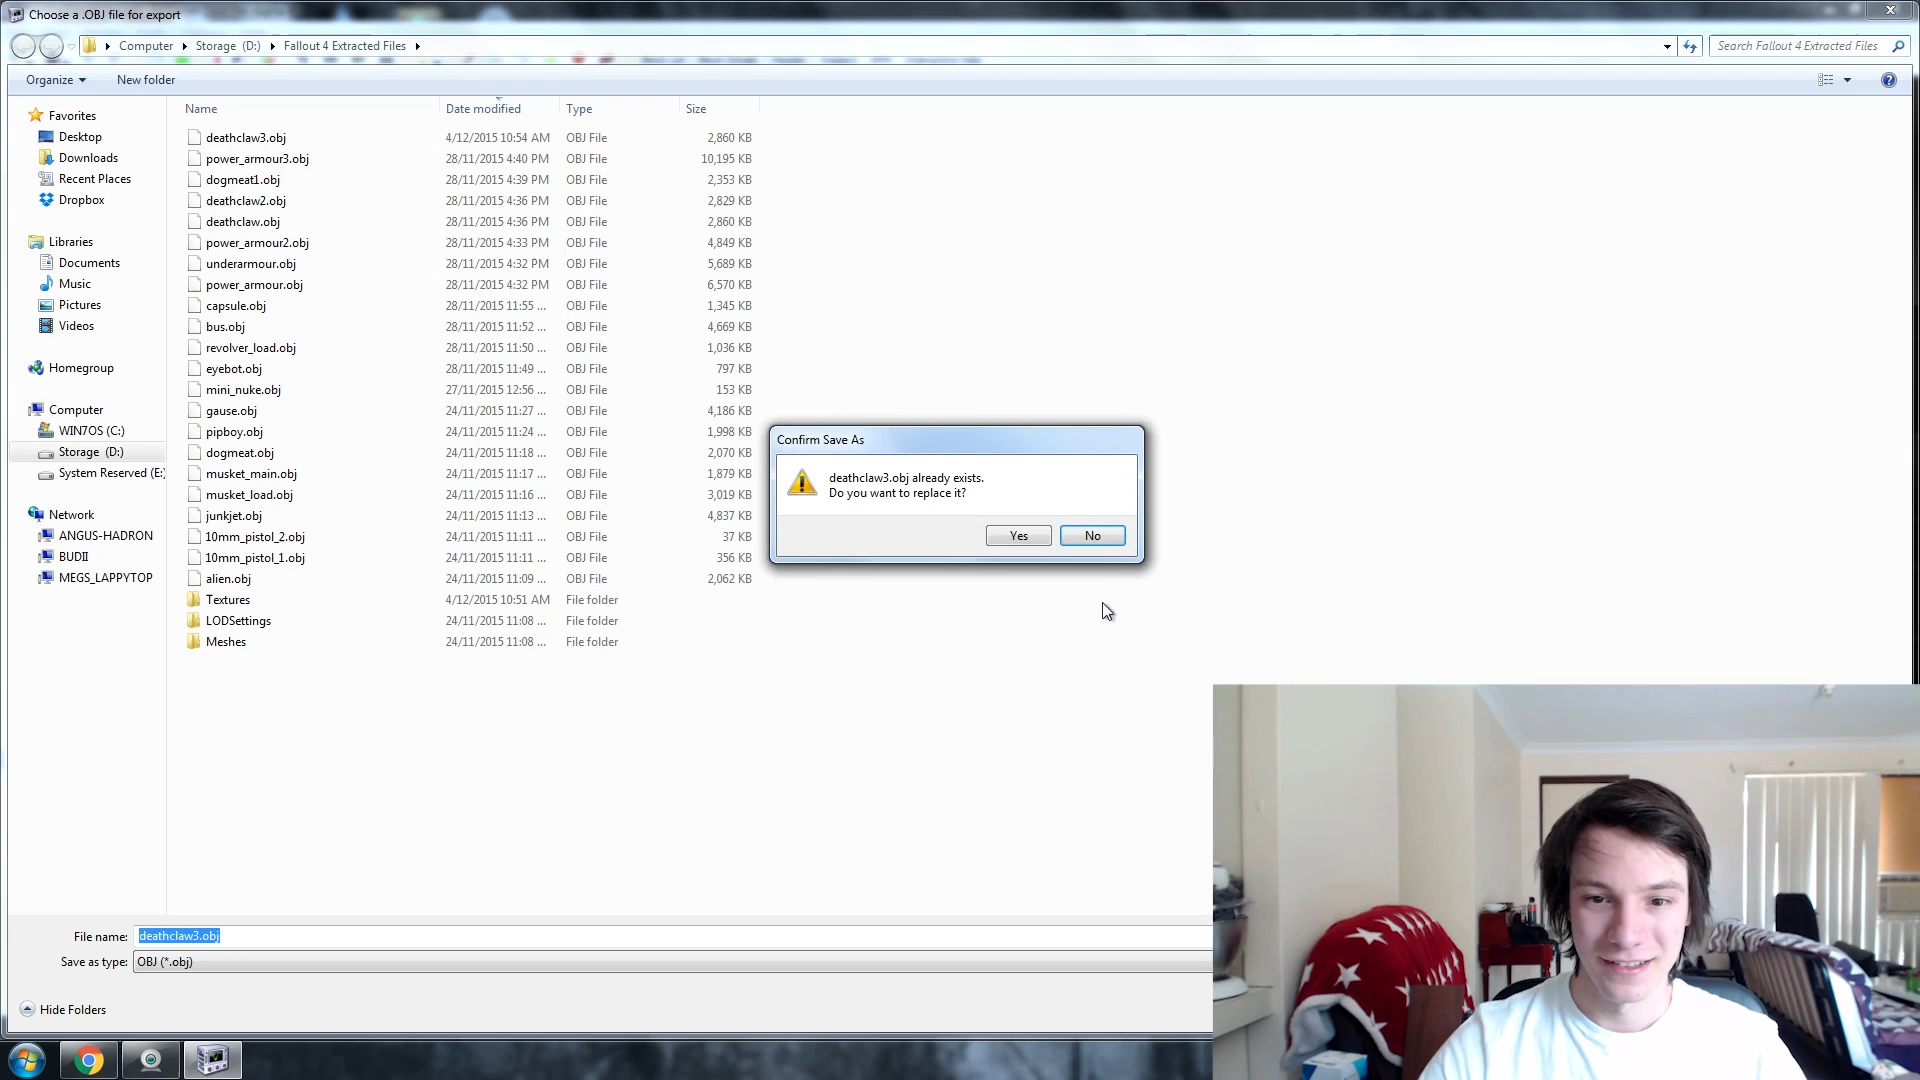 Choose a .OBJ file for export
Computer Storage (D:) Fallout 4 Extracted Files
Search Fallout 4 Extracted Files
Organize New folder
Name Date modified Type Size
Favorites
Desktop
Downloads
Recent Places
Dropbox
Libraries
Documents
Music
Pictures
Videos
Homegroup
Computer
WIN7OS (C:)
Storage (D:)
System Reserved (E:
Network
ANGUS-HADRON
BUDII
MEGS_LAPPYTOP
deathclaw3.obj 4/12/2015 10:54 AM OBJ File 2,860 KB
power_armour3.obj 28/11/2015 4:40 PM OBJ File 10,195 KB
dogmeat1.obj 28/11/2015 4:39 PM OBJ File 2,353 KB
deathclaw2.obj 28/11/2015 4:36 PM OBJ File 2,829 KB
deathclaw.obj 28/11/2015 4:36 PM OBJ File 2,860 KB
power_armour2.obj 28/11/2015 4:33 PM OBJ File 4,849 KB
underarmour.obj 28/11/2015 4:32 PM OBJ File 5,689 KB
power_armour.obj 28/11/2015 4:32 PM OBJ File 6,570 KB
capsule.obj 28/11/2015 11:55 ... OBJ File 1,345 KB
bus.obj 28/11/2015 11:52 ... OBJ File 4,669 KB
revolver_load.obj 28/11/2015 11:50 ... OBJ File 1,036 KB
eyebot.obj 28/11/2015 11:49 ... OBJ File 797 KB
mini_nuke.obj 27/11/2015 12:56 ... OBJ File 153 KB
gause.obj 24/11/2015 11:27 ... OBJ File 4,186 KB
pipboy.obj 24/11/2015 11:24 ... OBJ File 1,998 KB
dogmeat.obj 24/11/2015 11:18 ... OBJ File 2,070 KB
musket_main.obj 24/11/2015 11:17 ... OBJ File 1,879 KB
musket_load.obj 24/11/2015 11:16 ... OBJ File 3,019 KB
junkjet.obj 24/11/2015 11:13 ... OBJ File 4,837 KB
10mm_pistol_2.obj 24/11/2015 11:11 ... OBJ File 37 KB
10mm_pistol_1.obj 24/11/2015 11:11 ... OBJ File 356 KB
alien.obj 24/11/2015 11:09 ... OBJ File 2,062 KB
Textures 4/12/2015 10:51 AM File folder
LODSettings 24/11/2015 11:08 ... File folder
Meshes 24/11/2015 11:08 ... File folder
Confirm Save As
deathclaw3.obj already exists.
Do you want to replace it?
Yes No
File name: deathclaw3.obj
Save as type: OBJ (*.obj)
Hide Folders